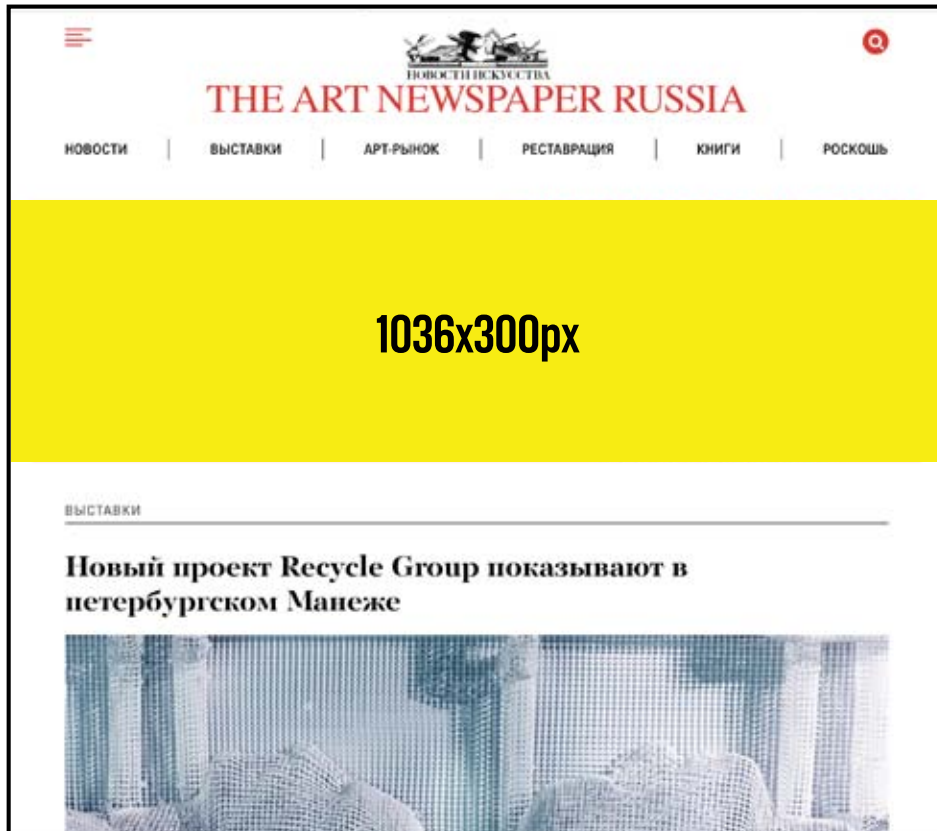 НОВОСТИ ИСКУССТВА
THE ART NEWSPAPER RUSSIA
НОВОСТИ | ВЫСТАВКИ | АРТ-РЫНОК | РЕСТАВРАЦИЯ | КНИГИ | РОСКОШЬ
1036x300px
ВЫСТАВКИ
Новый проект Recycle Group показывают в
петербургском Манеже